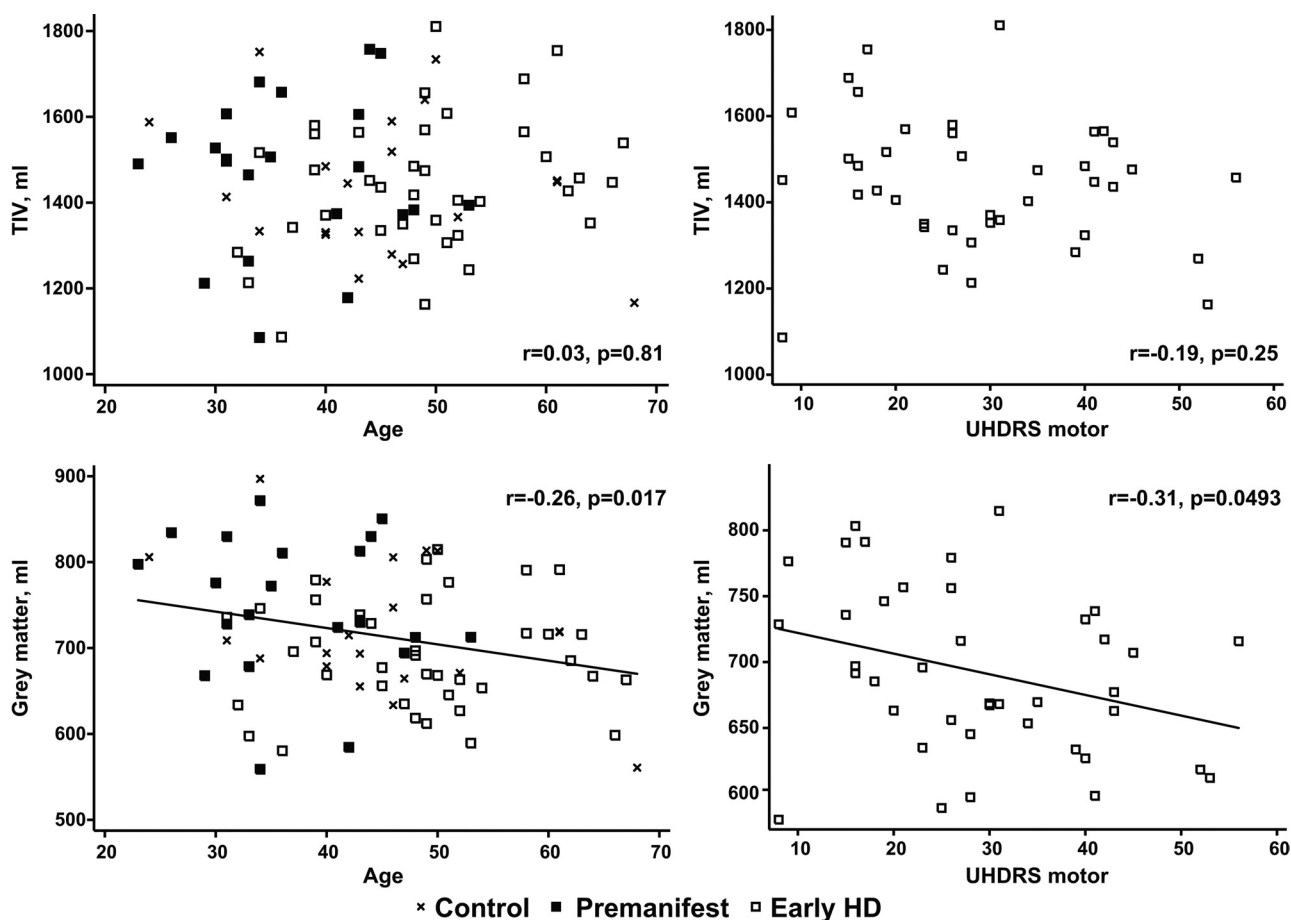 1800
1600
1400
1200
1000
TIV, ml
20 30 40 50 60 70
Age
r=0.03, p=0.81
1800
1600
1400
1200
1000
TIV, ml
10 20 30 40 50 60
UHDRS motor
r=-0.19, p=0.25
900
800
700
600
500
Grey matter, ml
20 30 40 50 60 70
Age
r=-0.26, p=0.017
800
750
700
650
600
Grey matter, ml
10 20 30 40 50 60
UHDRS motor
r=-0.31, p=0.0493
× Control ■ Premanifest □ Early HD